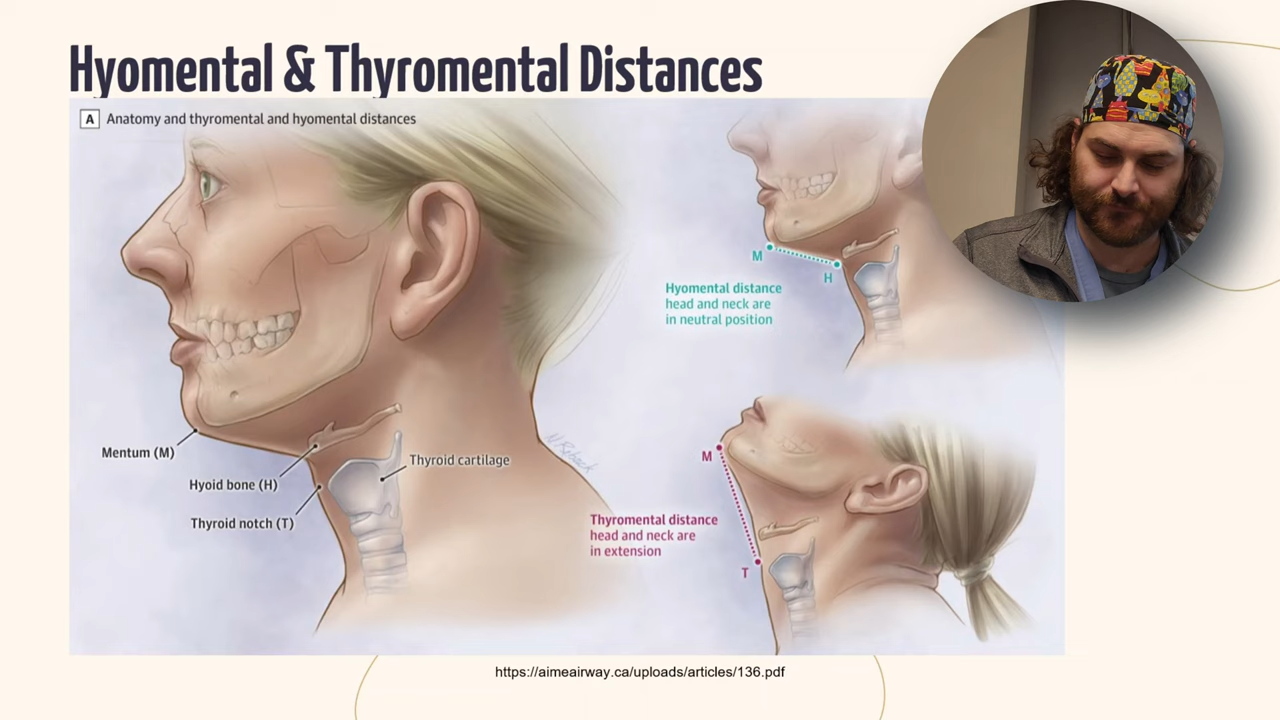 Hyomental & Thyromental Distances
A Anatomy and thyromental and hyomental distances
M
H
Hyomental distance
head and neck are
in neutral position
Mentum (M)
Hyoid bone (H)
Thyroid notch (T)
Thyroid cartilage
M
Thyromental distance
head and neck are
in extension
T
https://aimeairway.ca/uploads/articles/136.pdf